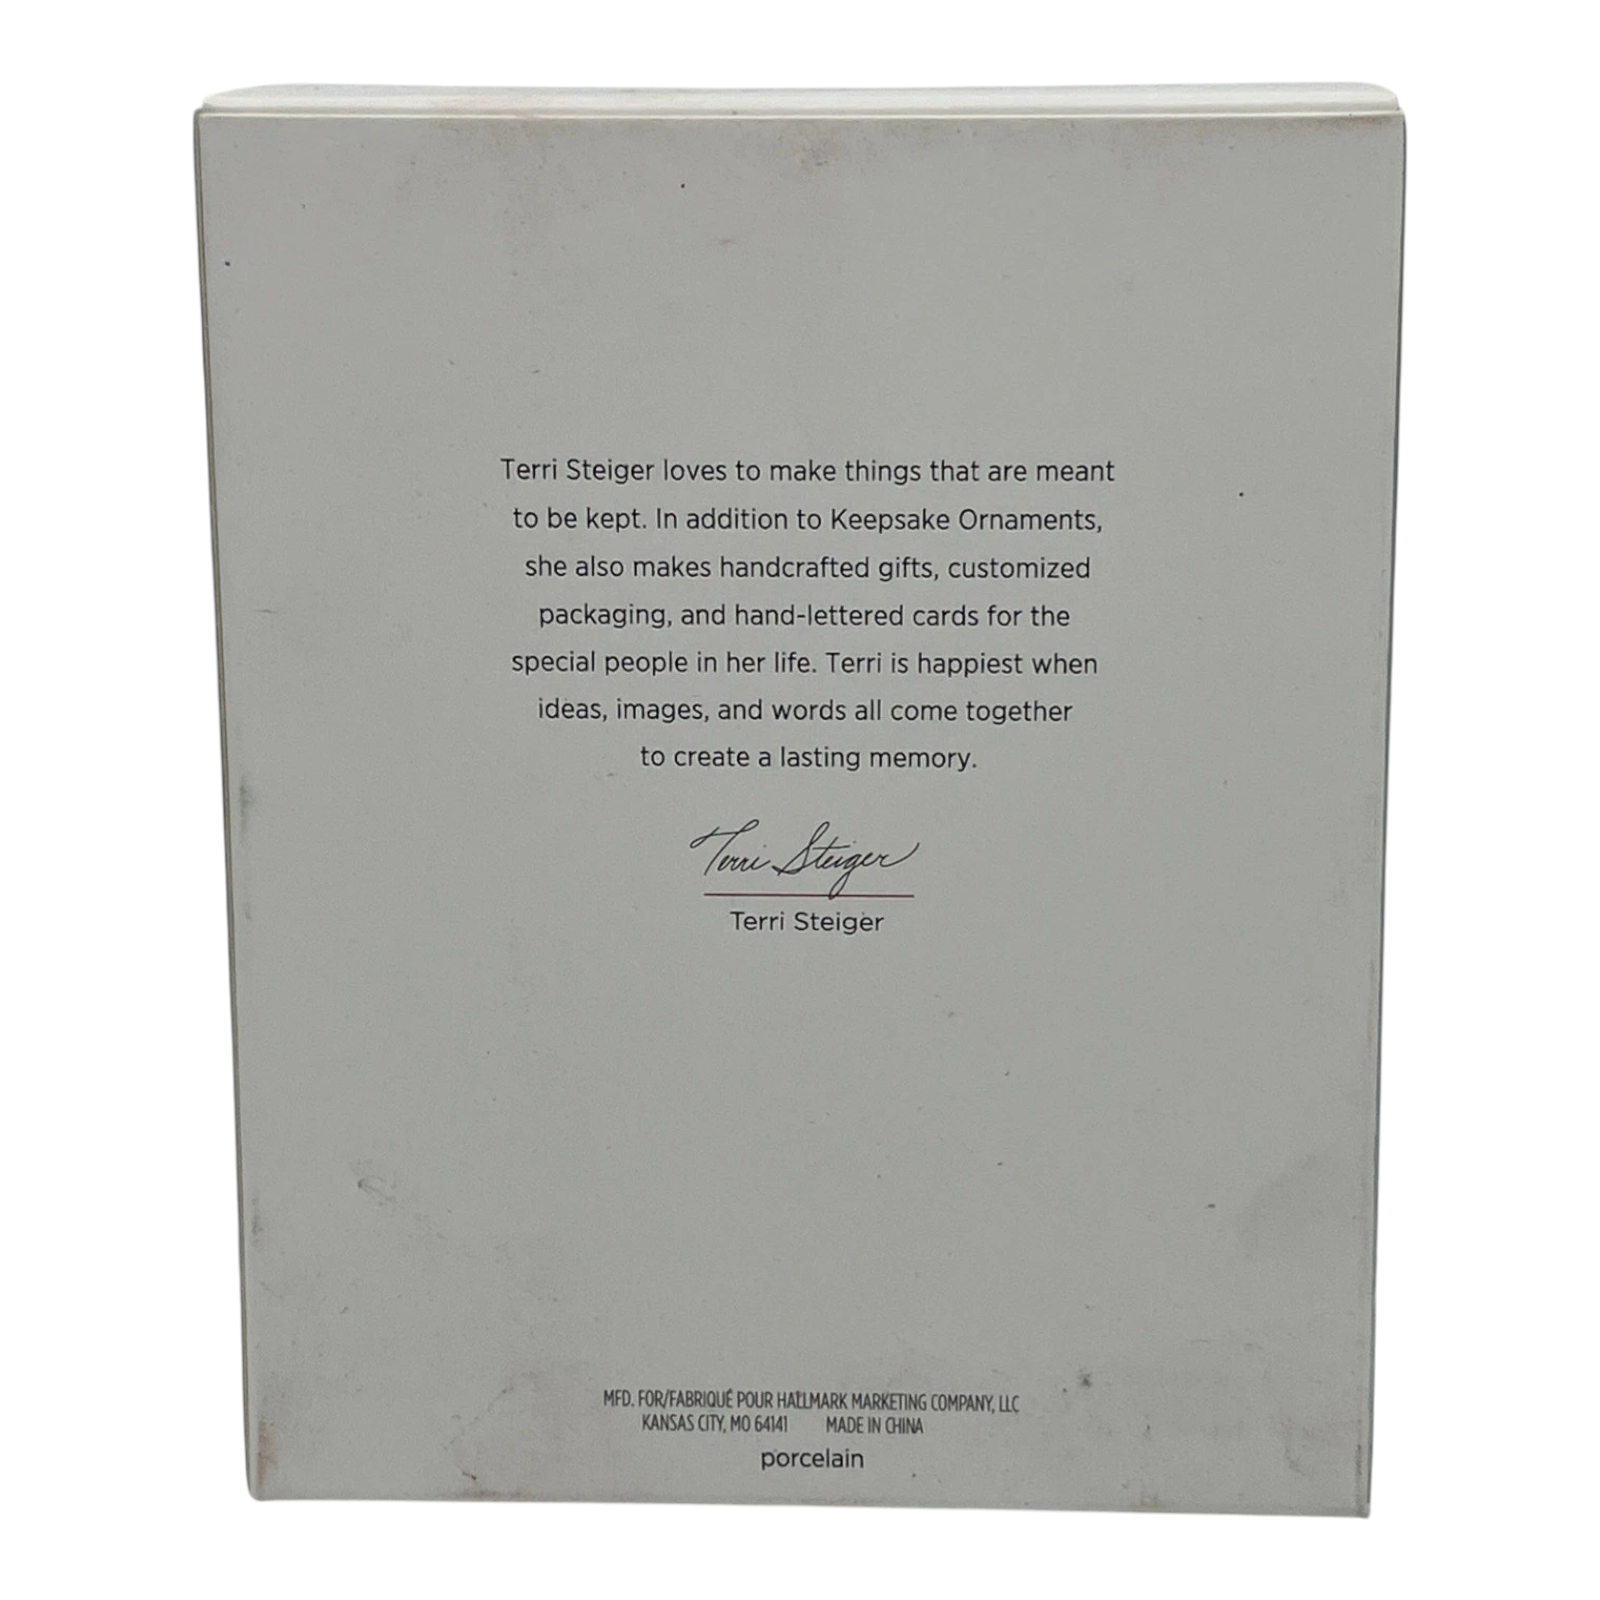 Terri Steiger loves to make things that are meant
to be kept. In addition to Keepsake Ornaments,
she also makes handcrafted gifts, customized
packaging, and hand-lettered cards for the
special people in her life. Terri is happiest when
ideas, images, and words all come together
to create a lasting memory.
Terri Steiger
Terri Steiger
MFD. FOR/FABRIQUÉ POUR HALLMARK MARKETING COMPANY, LLC
KANSAS CITY, MO 64141 MADE IN CHINA
porcelain